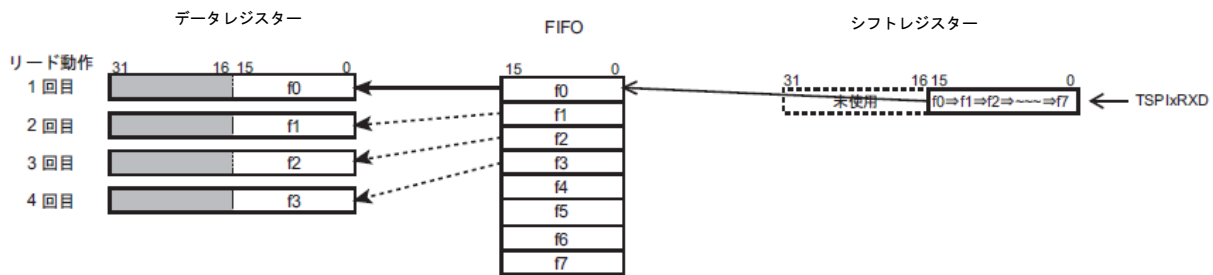 データレジスター
FIFO
シフトレジスター
リード動作
31 16 15 0
15 0
31 16 15 0
1回目
f0
f0
未使用
f0⇒f1⇒f2⇒~~~⇒f7
TSPIxRXD
2回目
f1
f1
3回目
f2
f2
4回目
f3
f3
f4
f5
f6
f7